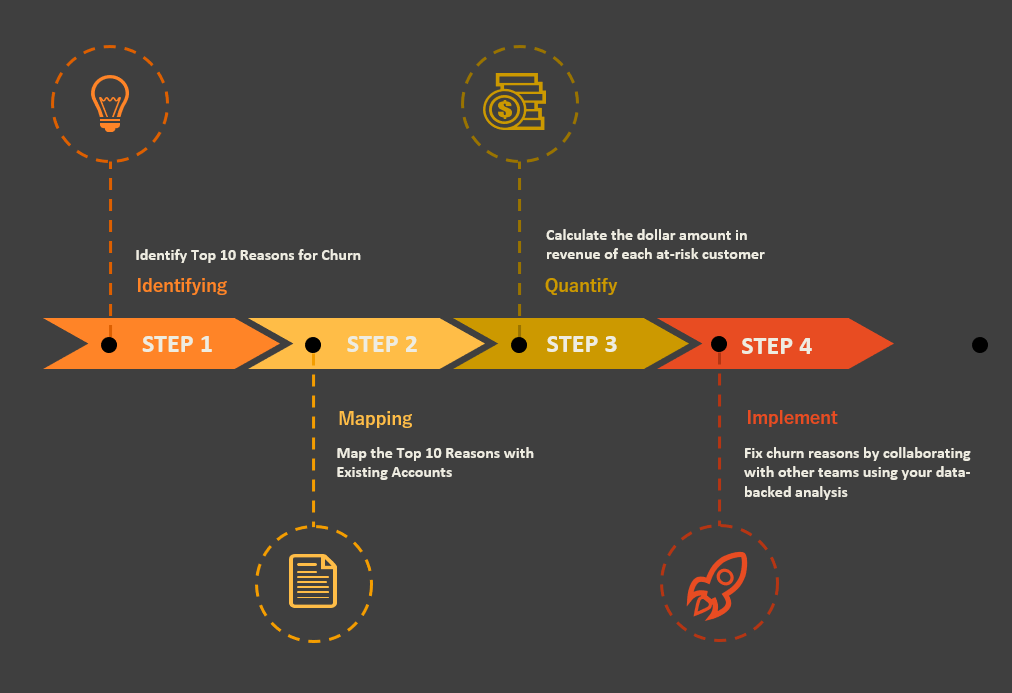 $
Identify Top 10 Reasons for Churn
Identifying
Calculate the dollar amount in
revenue of each at-risk customer
Quantify
STEP 1
STEP 2
STEP 3
STEP 4
Mapping
Map the Top 10 Reasons with
Existing Accounts
Implement
Fix churn reasons by collaborating
with other teams using your data-
backed analysis